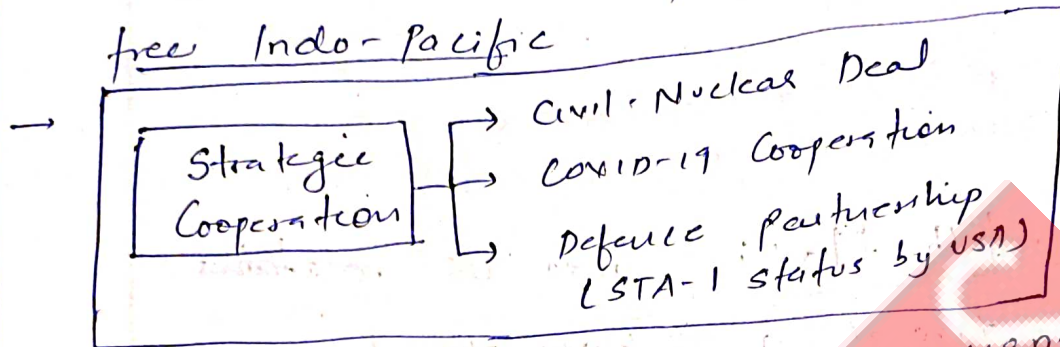 free Indo-Pacific
→ Strategic Cooperation
→ Civil-Nuclear Deal
→ COVID-19 Cooperation
→ Defence Partnership
(STA-1 status by USA)